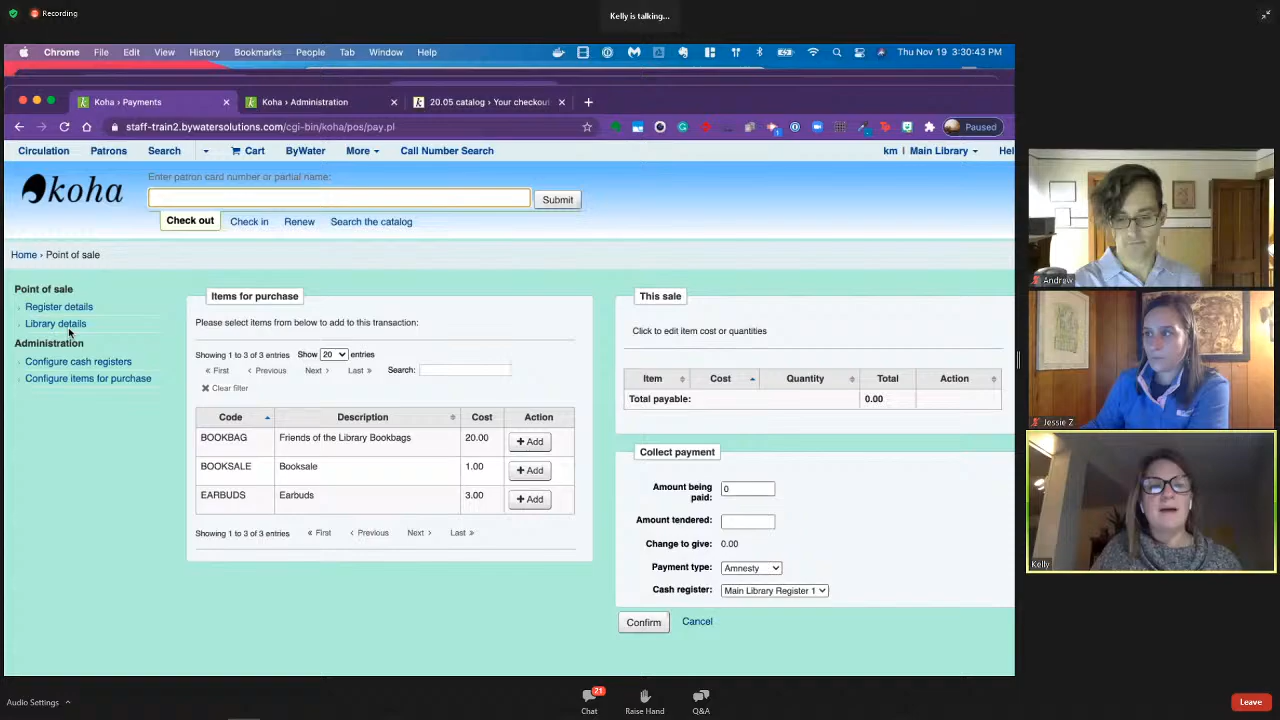 Recording
Kelly is talking...
Chrome File Edit View History Bookmarks People Tab Window Help
Thu Nov 19 3:30:43 PM
Koha › Payments
Koha › Administration
20.05 catalog › Your checkout
staff-train2.bywatersolutions.com/cgi-bin/koha/pos/pay.pl
Paused
Circulation Patrons Search Cart ByWater More Call Number Search
km | Main Library
Hel
koha
Enter patron card number or partial name:
Submit
Check out Check in Renew Search the catalog
Home › Point of sale
Point of sale
Register details
Library details
Administration
Configure cash registers
Configure items for purchase
Items for purchase
Please select items from below to add to this transaction:
Showing 1 to 3 of 3 entries Show 20 entries
« First ‹ Previous Next › Last » Search:
Clear filter
Code Description Cost Action
BOOKBAG Friends of the Library Bookbags 20.00 + Add
BOOKSALE Booksale 1.00 + Add
EARBUDS Earbuds 3.00 + Add
Showing 1 to 3 of 3 entries « First ‹ Previous Next › Last »
This sale
Click to edit item cost or quantities
Item Cost Quantity Total Action
Total payable: 0.00
Collect payment
Amount being paid: 0
Amount tendered:
Change to give: 0.00
Payment type: Amnesty
Cash register: Main Library Register 1
Confirm Cancel
Andrew
Jessie Z
Kelly
Audio Settings
21
Chat Raise Hand Q&A
Leave